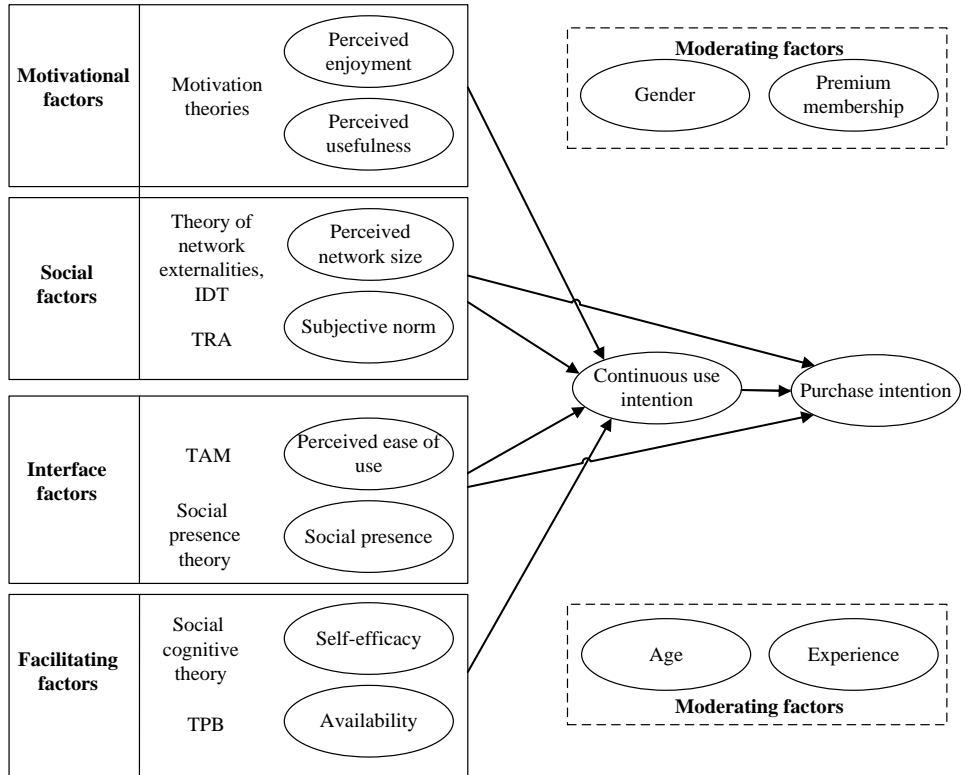 Motivational
factors
Motivation
theories
Perceived
enjoyment
Perceived
usefulness
Moderating factors
Gender
Premium
membership
Social
factors
Theory of
network
externalities,
IDT
TRA
Perceived
network size
Subjective norm
Continuous use
intention
Purchase intention
Interface
factors
TAM
Social
presence
theory
Perceived ease of
use
Social presence
Facilitating
factors
Social
cognitive
theory
TPB
Self-efficacy
Availability
Age
Experience
Moderating factors